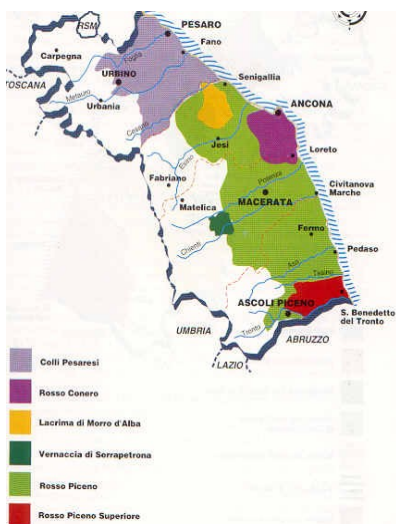 PESARO
RSM
Fano
Carpegna
Foglia
URBINO
TOSCANA
Metauro
Senigallia
Urbania
Cesano
ANCONA
Jesi
Loreto
Esino
Fabriano
Potenza
Civitanova
Marche
MACERATA
Matelica
Chienti
Fermo
Pedaso
Aso
Tesino
ASCOLI PICENO
S. Benedetto
del Tronto
UMBRIA
Tronto
ABRUZZO
LAZIO
Colli Pesaresi
Rosso Conero
Lacrima di Morro d'Alba
Vernaccia di Sorrapetrona
Rosso Piceno
Rosso Piceno Superiore